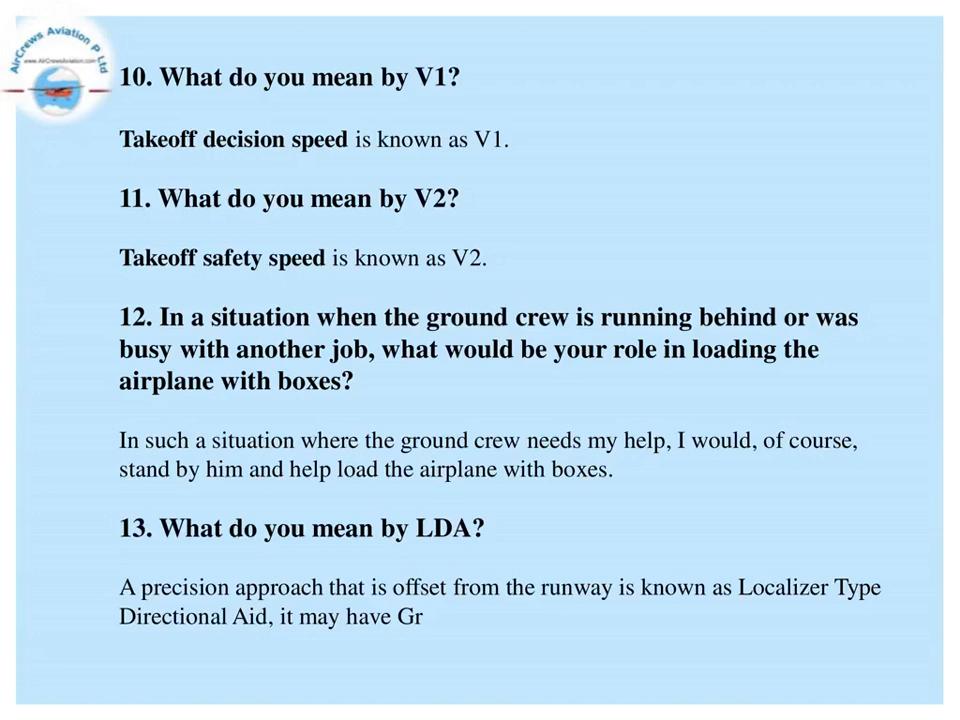 AirCrews Aviation P Ltd
www.AirCrewsAviation.com
10. What do you mean by V1?
Takeoff decision speed is known as V1.
11. What do you mean by V2?
Takeoff safety speed is known as V2.
12. In a situation when the ground crew is running behind or was
busy with another job, what would be your role in loading the
airplane with boxes?
In such a situation where the ground crew needs my help, I would, of course,
stand by him and help load the airplane with boxes.
13. What do you mean by LDA?
A precision approach that is offset from the runway is known as Localizer Type
Directional Aid, it may have Gr